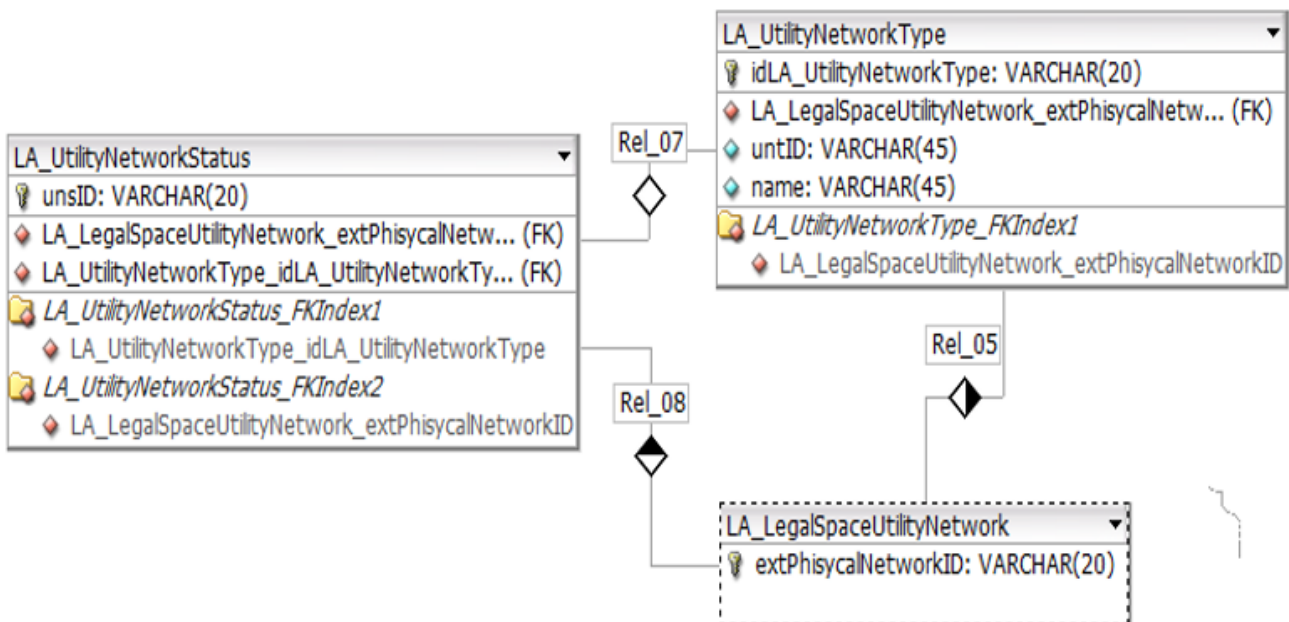 LA_UtilityNetworkStatus
unsID: VARCHAR(20)
LA_LegalSpaceUtilityNetwork_extPhisycalNetw... (FK)
LA_UtilityNetworkType_idLA_UtilityNetworkTy... (FK)
LA_UtilityNetworkStatus_FKIndex1
LA_UtilityNetworkType_idLA_UtilityNetworkType
LA_UtilityNetworkStatus_FKIndex2
LA_LegalSpaceUtilityNetwork_extPhisycalNetworkID
Rel_07
LA_UtilityNetworkType
idLA_UtilityNetworkType: VARCHAR(20)
LA_LegalSpaceUtilityNetwork_extPhisycalNetw... (FK)
untID: VARCHAR(45)
name: VARCHAR(45)
LA_UtilityNetworkType_FKIndex1
LA_LegalSpaceUtilityNetwork_extPhisycalNetworkID
Rel_05
Rel_08
LA_LegalSpaceUtilityNetwork
extPhisycalNetworkID: VARCHAR(20)